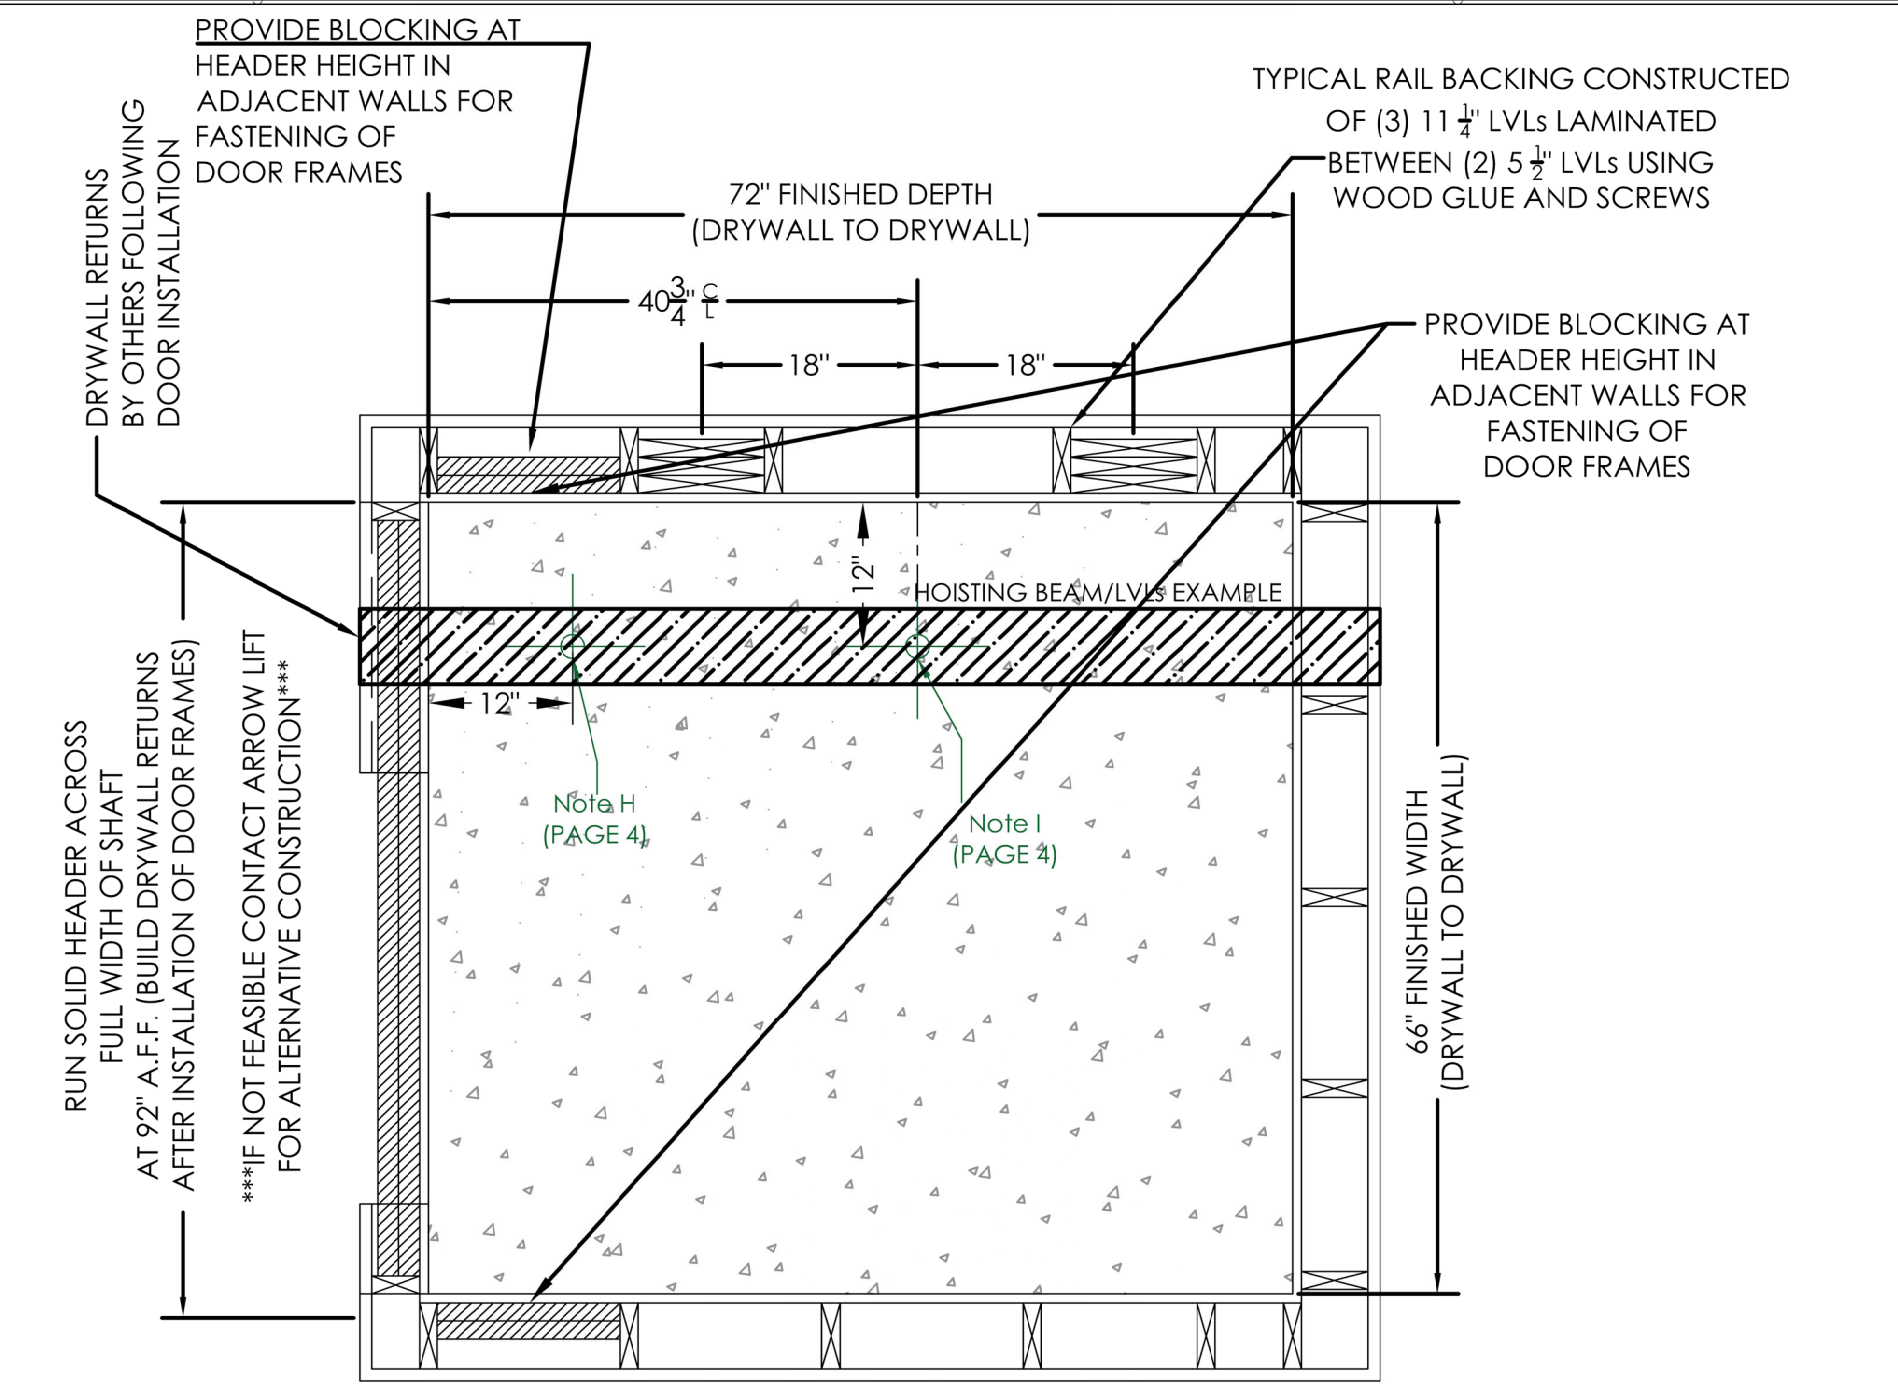 PROVIDE BLOCKING AT
HEADER HEIGHT IN
ADJACENT WALLS FOR
FASTENING OF
DOOR FRAMES
DRYWALL RETURNS
BY OTHERS FOLLOWING
DOOR INSTALLATION
TYPICAL RAIL BACKING CONSTRUCTED
OF (3) 11 1/4" LVLs LAMINATED
BETWEEN (2) 5 1/2" LVLs USING
WOOD GLUE AND SCREWS
72" FINISHED DEPTH
(DRYWALL TO DRYWALL)
40 3/4" CL
18"
18"
PROVIDE BLOCKING AT
HEADER HEIGHT IN
ADJACENT WALLS FOR
FASTENING OF
DOOR FRAMES
12"
HOISTING BEAM/LVLs EXAMPLE
12"
Note H
(PAGE 4)
Note I
(PAGE 4)
RUN SOLID HEADER ACROSS
FULL WIDTH OF SHAFT
AT 92" A.F.F. (BUILD DRYWALL RETURNS
AFTER INSTALLATION OF DOOR FRAMES)
***IF NOT FEASIBLE CONTACT ARROW LIFT
FOR ALTERNATIVE CONSTRUCTION***
66" FINISHED WIDTH
(DRYWALL TO DRYWALL)